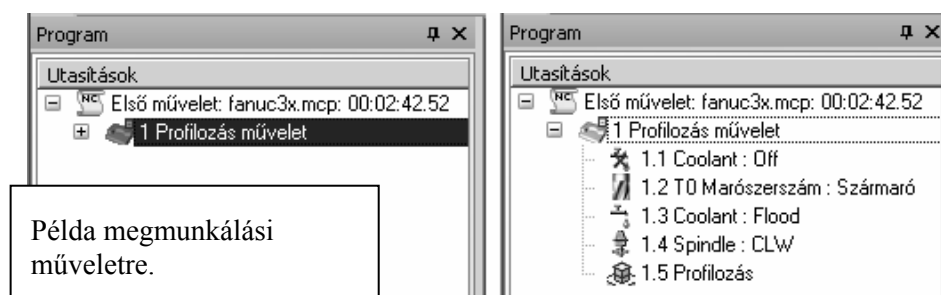 Program
Utasítások
Első művelet: fanuc3x.mcp: 00:02:42.52
1 Profilozás művelet
Példa megmunkálási
műveletre.
Program
Utasítások
Első művelet: fanuc3x.mcp: 00:02:42.52
1 Profilozás művelet
1.1 Coolant : Off
1.2 T0 Marószerszám : Szármaró
1.3 Coolant : Flood
1.4 Spindle : CLW
1.5 Profilozás